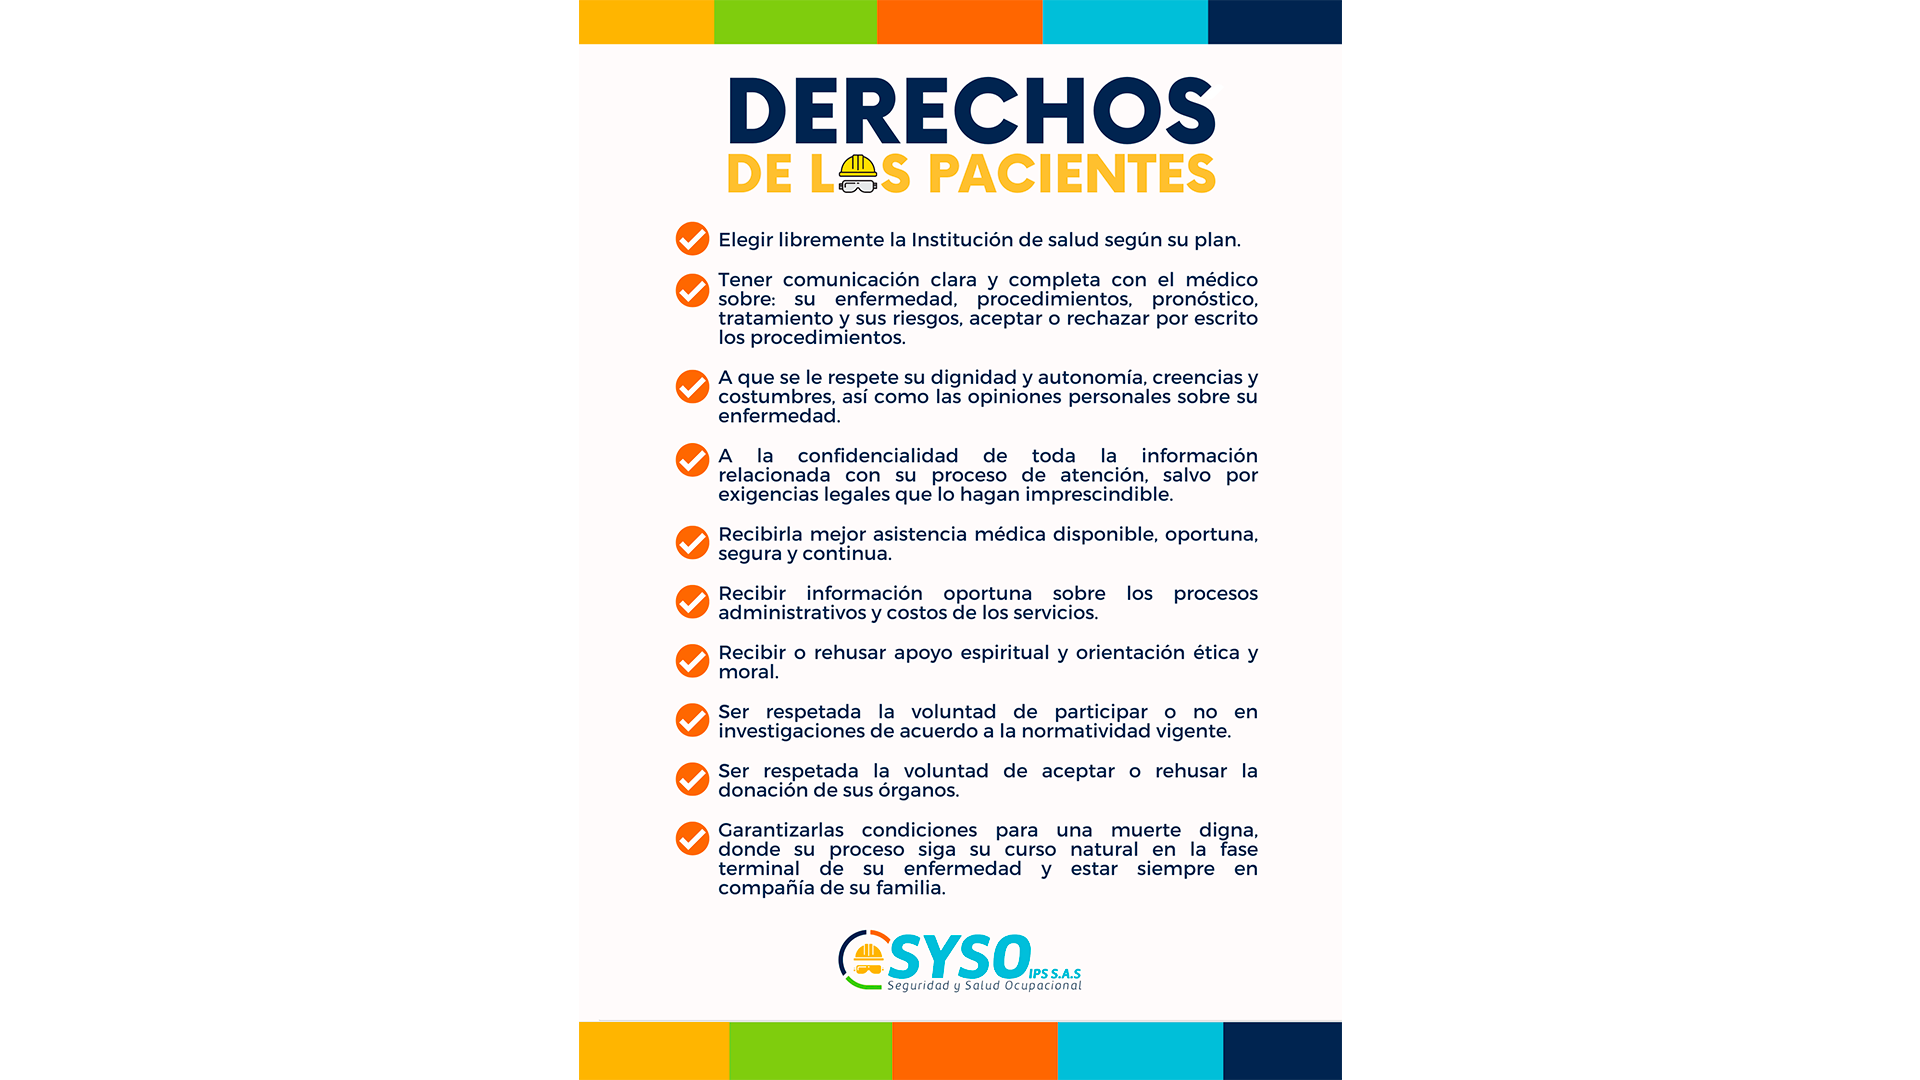 DERECHOS
DE LOS PACIENTES
Elegir libremente la Institución de salud según su plan.
Tener comunicación clara y completa con el médico
sobre: su enfermedad, procedimientos, pronóstico,
tratamiento y sus riesgos, aceptar o rechazar por escrito
los procedimientos.
A que se le respete su dignidad y autonomía, creencias y
costumbres, así como las opiniones personales sobre su
enfermedad.
A la confidencialidad de toda la información
relacionada con su proceso de atención, salvo por
exigencias legales que lo hagan imprescindible.
Recibirla mejor asistencia médica disponible, oportuna,
segura y continua.
Recibir información oportuna sobre los procesos
administrativos y costos de los servicios.
Recibir o rehusar apoyo espiritual y orientación ética y
moral.
Ser respetada la voluntad de participar o no en
investigaciones de acuerdo a la normatividad vigente.
Ser respetada la voluntad de aceptar o rehusar la
donación de sus órganos.
Garantizarlas condiciones para una muerte digna,
donde su proceso siga su curso natural en la fase
terminal de su enfermedad y estar siempre en
compañía de su familia.
SYSO IPS S.A.S
Seguridad y Salud Ocupacional